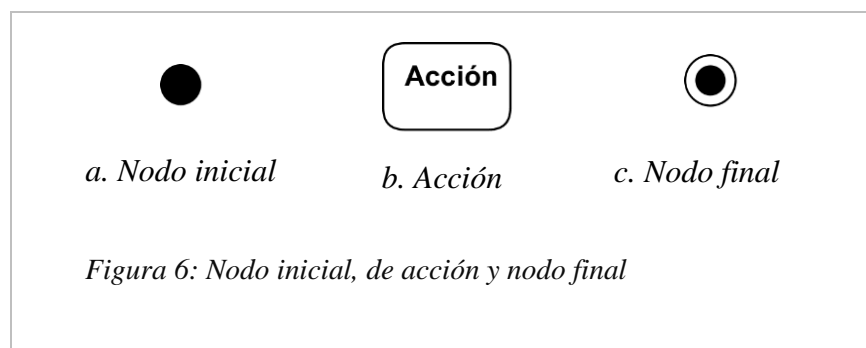 Acción
a. Nodo inicial
b. Acción
c. Nodo final
Figura 6: Nodo inicial, de acción y nodo final